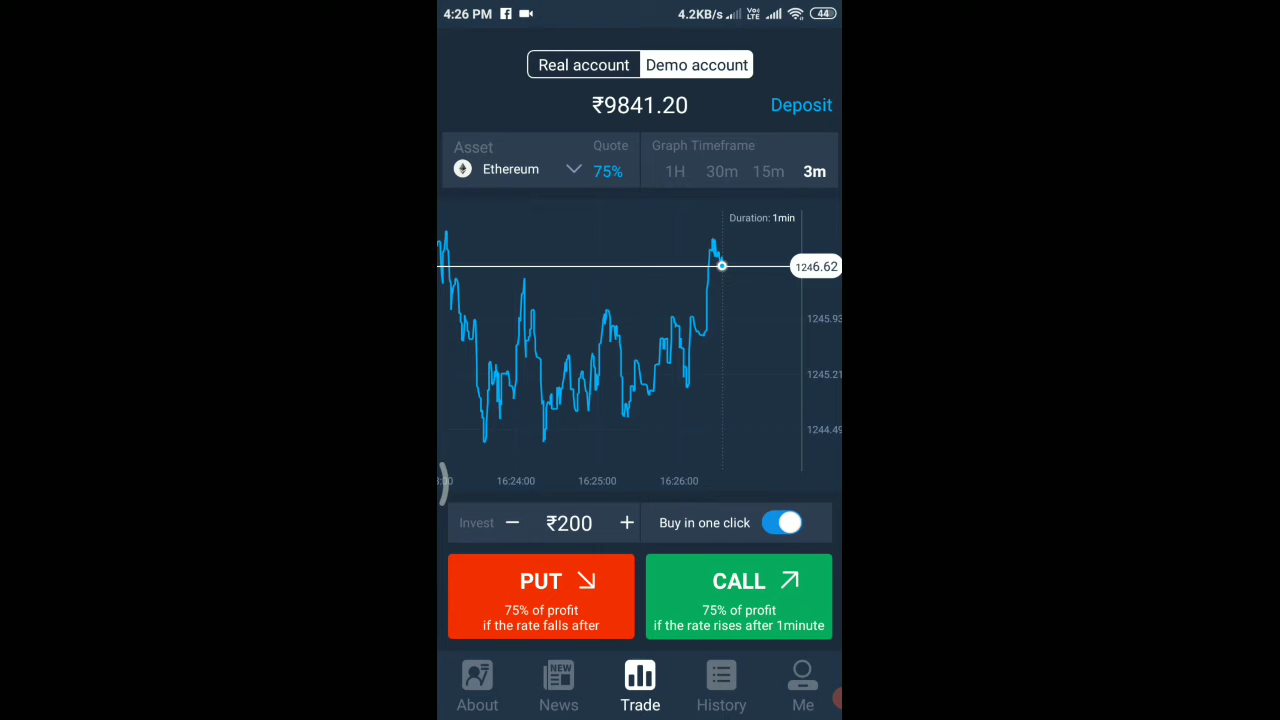 4:26 PM 4.2KB/s Vo LTE 44
Real account Demo account
₹9841.20 Deposit
Asset Quote Graph Timeframe
Ethereum 75% 1H 30m 15m 3m
Duration: 1min
1246.62
1245.93
1245.21
1244.49
:00 16:24:00 16:25:00 16:26:00
Invest − ₹200 + Buy in one click
PUT CALL
75% of profit 75% of profit
if the rate falls after if the rate rises after 1minute
NEW
About News Trade History Me